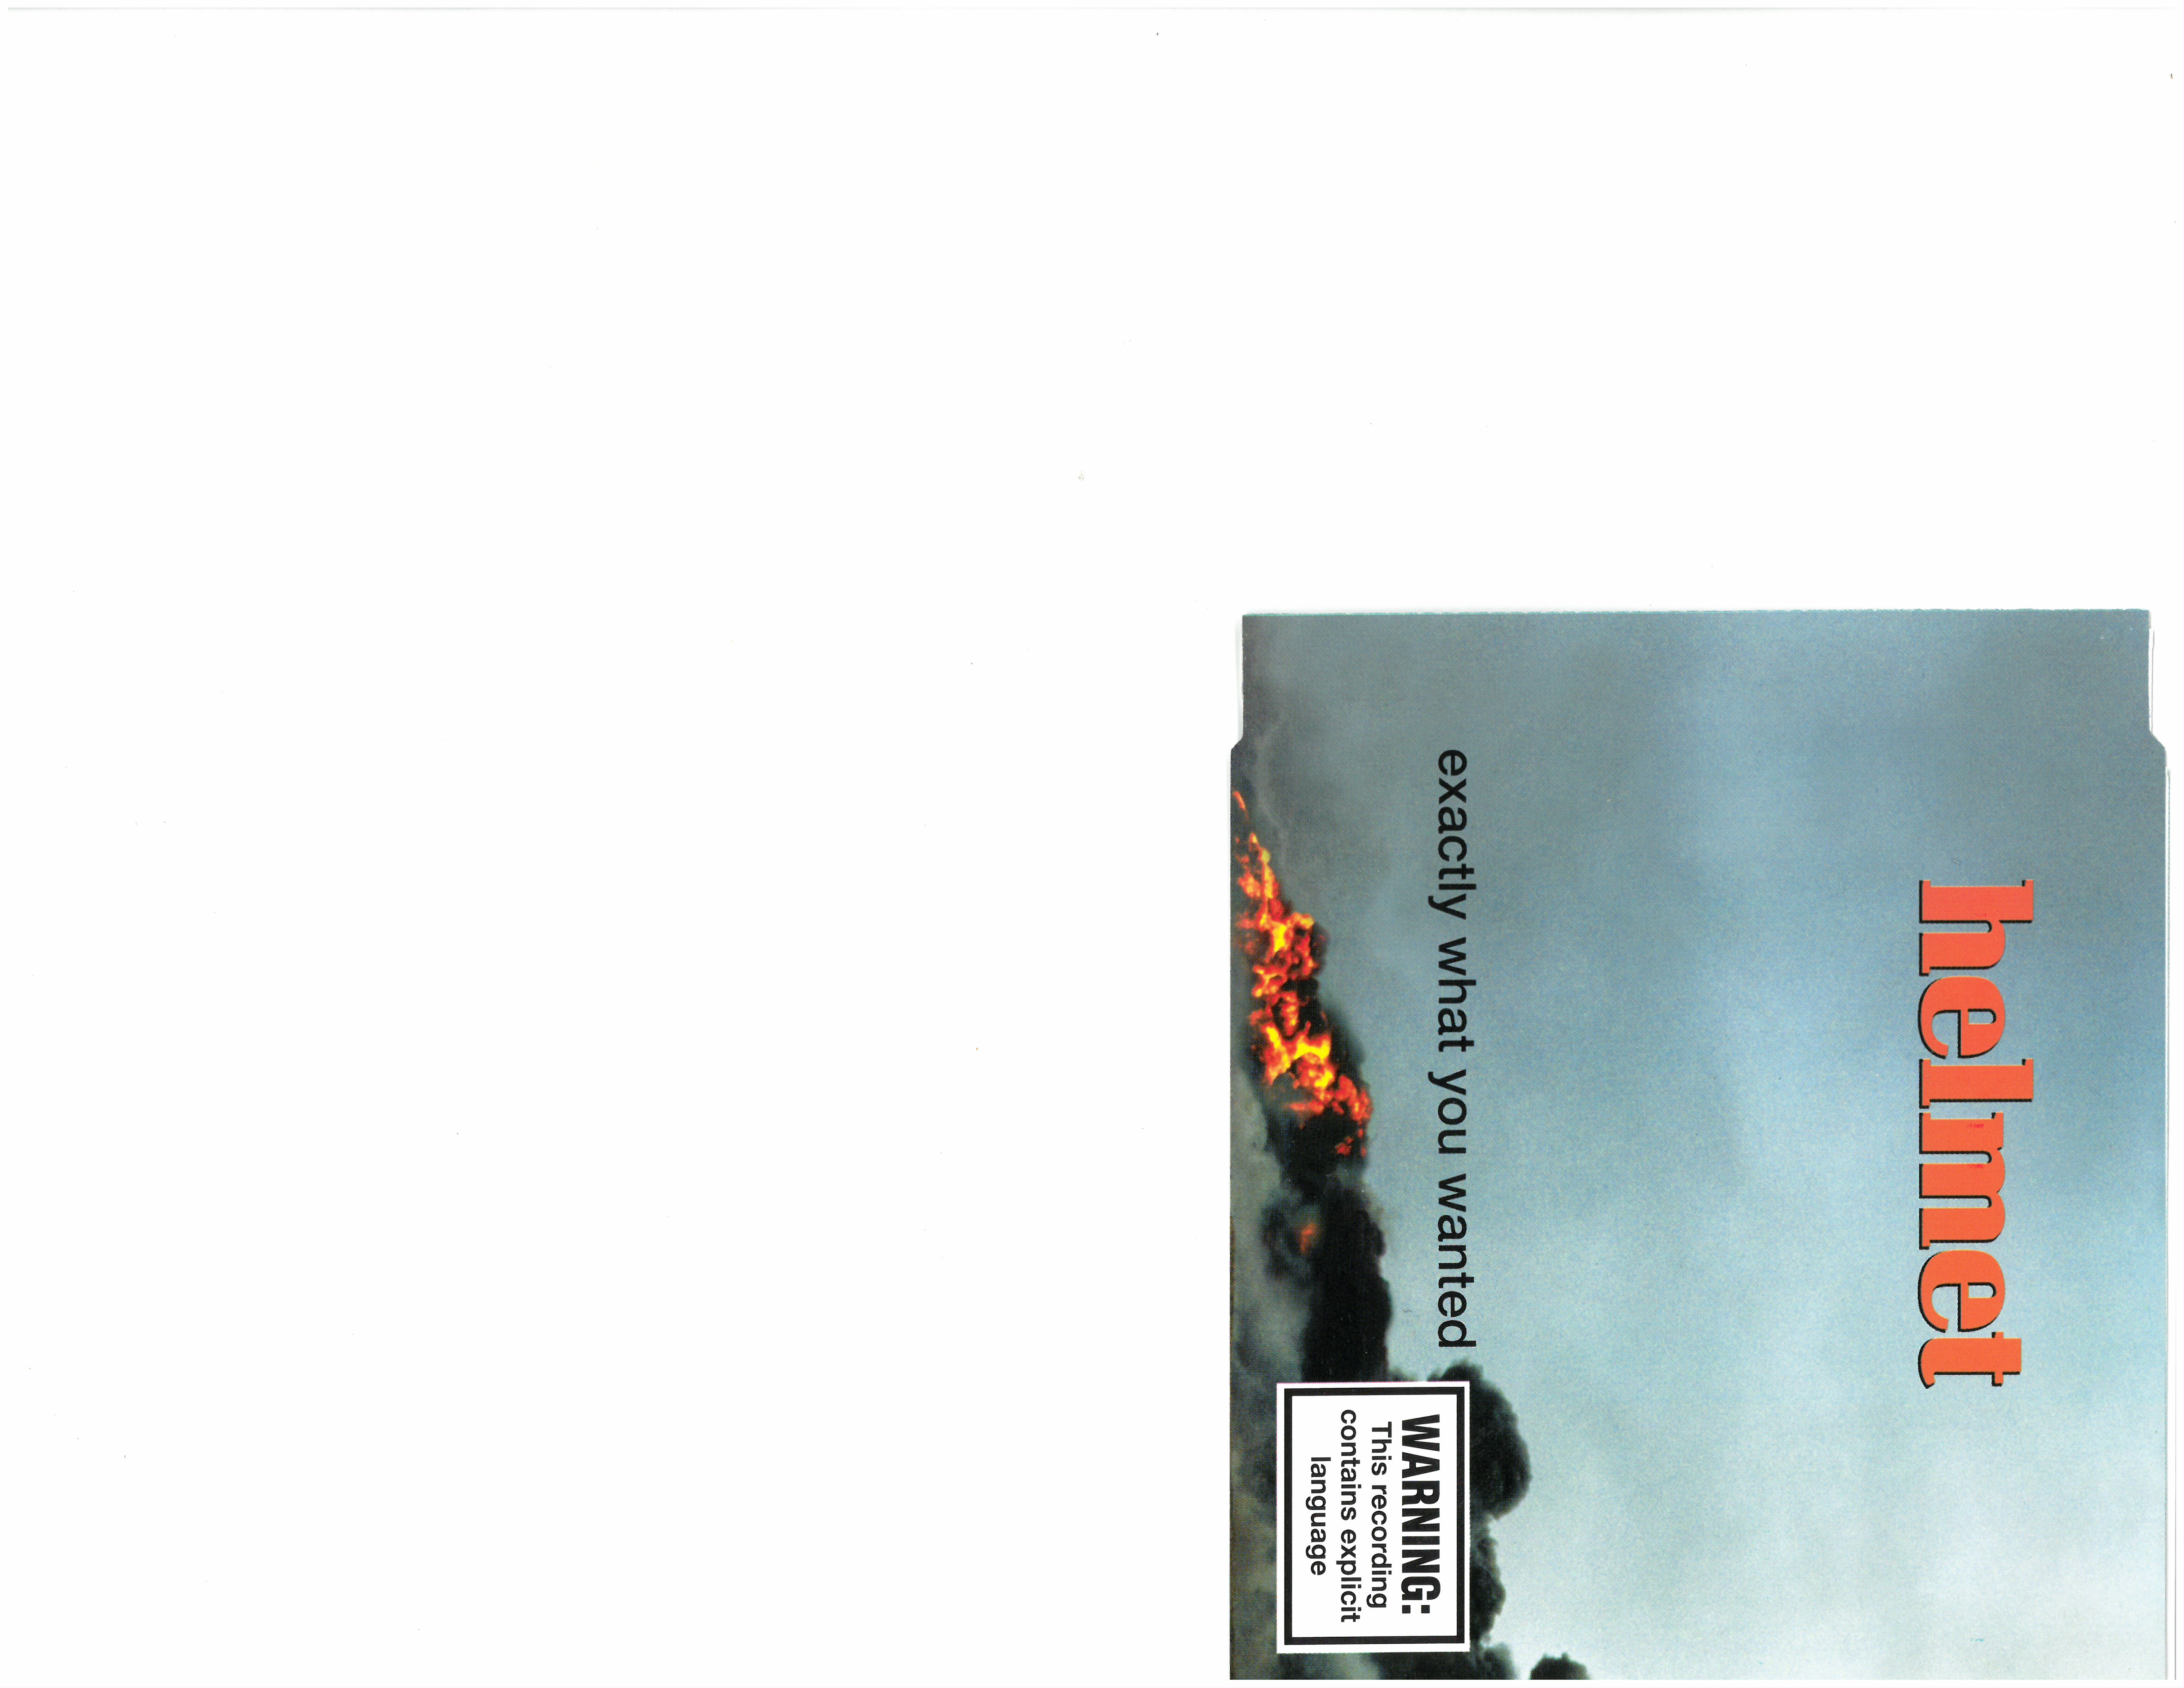 helmet
exactly what you wanted
WARNING:
This recording
contains explicit
language